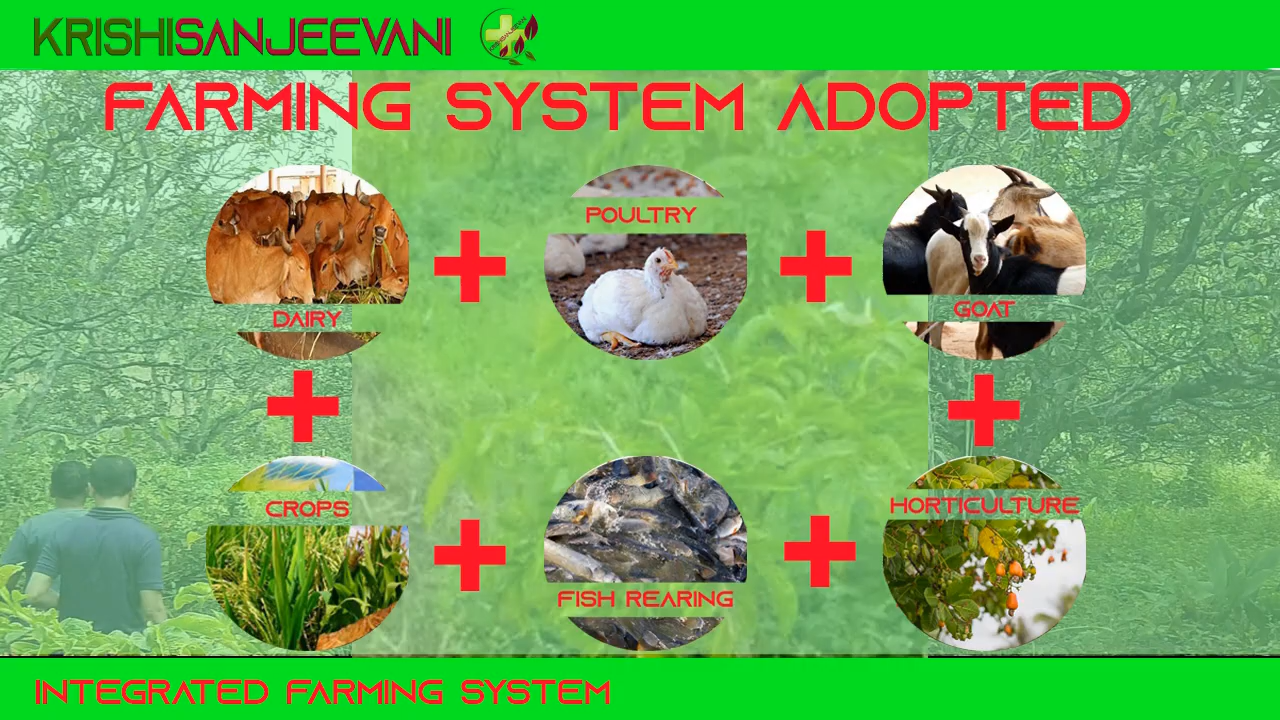 KRISHISANJEEVANI
FARMING SYSTEM ADOPTED
POULTRY
DAIRY
GOAT
CROPS
HORTICULTURE
FISH REARING
INTEGRATED FARMING SYSTEM